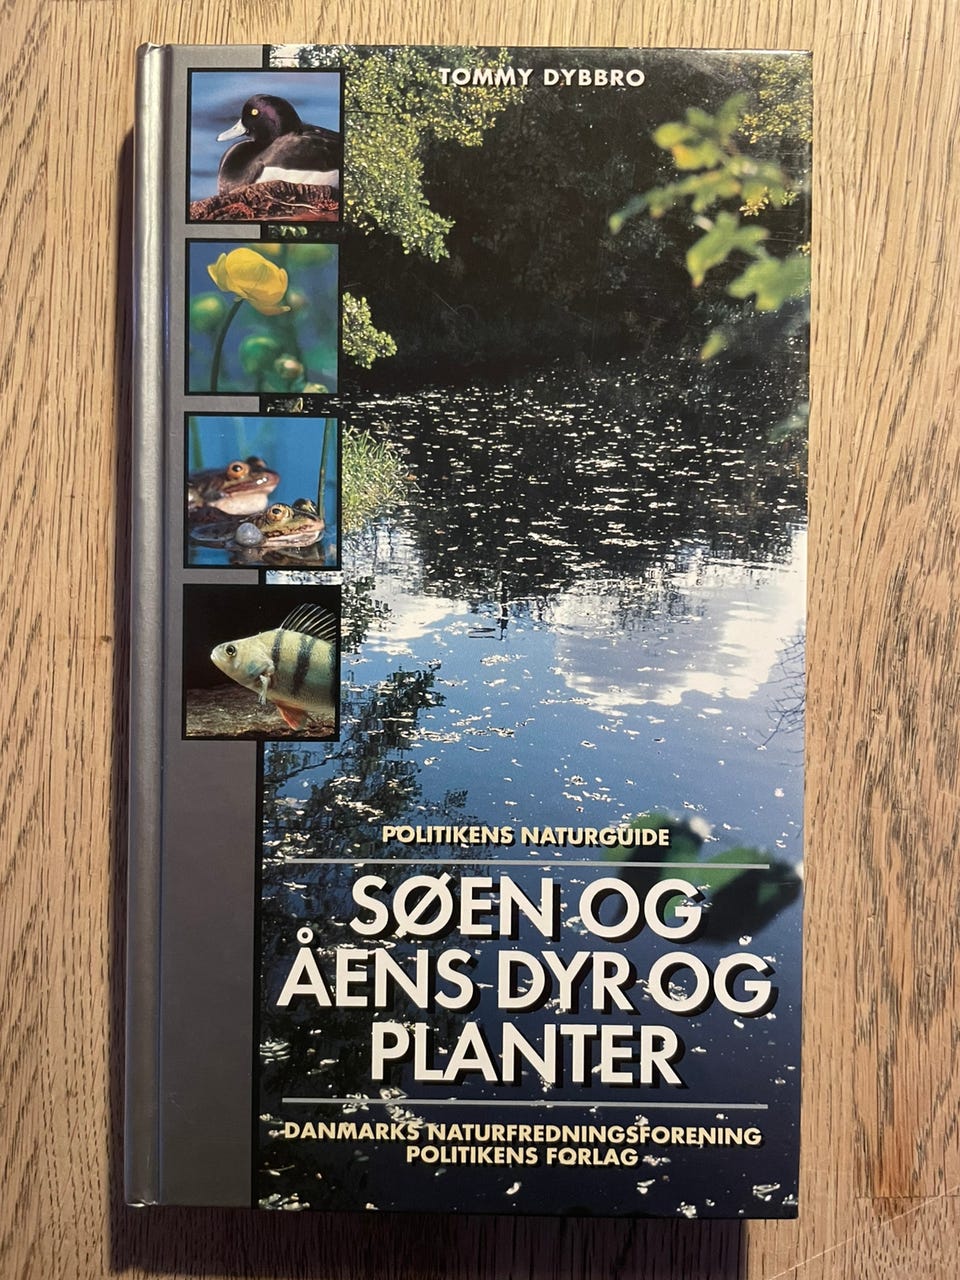 TOMMY DYBBRO
POLITIKENS NATURGUIDE
SØEN OG
ÅENS DYR OG
PLANTER
DANMARKS NATURFREDNINGSFORENING
POLITIKENS FORLAG